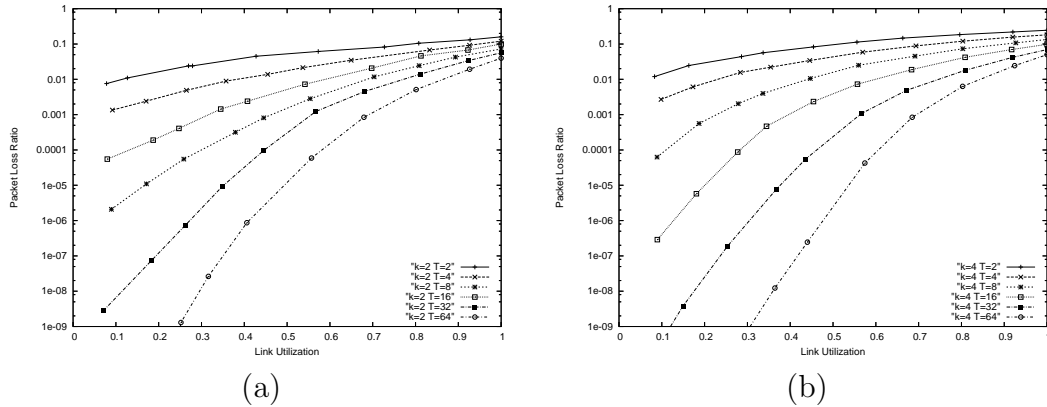 1
0.1
0.01
0.001
0.0001
1e-05
1e-06
1e-07
1e-08
1e-09
Packet Loss Ratio
0 0.1 0.2 0.3 0.4 0.5 0.6 0.7 0.8 0.9 1
Link Utilization
"k=2 T=2"
"k=2 T=4"
"k=2 T=8"
"k=2 T=16"
"k=2 T=32"
"k=2 T=64"
(a)
1
0.1
0.01
0.001
0.0001
1e-05
1e-06
1e-07
1e-08
1e-09
Packet Loss Ratio
0 0.1 0.2 0.3 0.4 0.5 0.6 0.7 0.8 0.9 1
Link Utilization
"k=4 T=2"
"k=4 T=4"
"k=4 T=8"
"k=4 T=16"
"k=4 T=32"
"k=4 T=64"
(b)